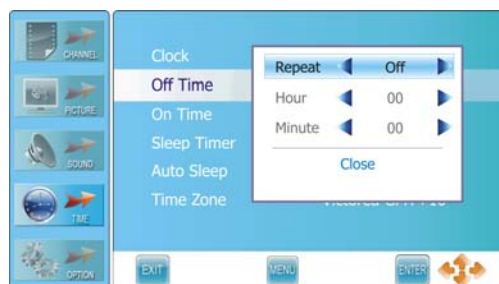 CHANNEL
PICTURE
SOUND
TIME
OPTION
Clock
Off Time
On Time
Sleep Timer
Auto Sleep
Time Zone
Repeat Off
Hour 00
Minute 00
Close
EXIT
MENU
ENTER